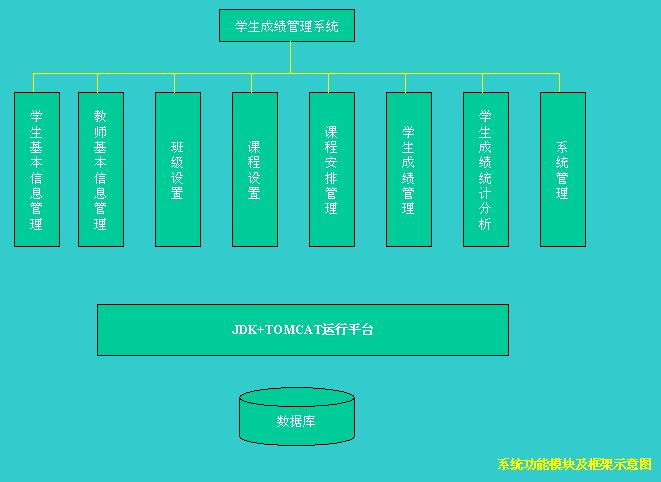 学生成绩管理系统
学生基本信息管理
教师基本信息管理
班级设置
课程设置
课程安排管理
学生成绩管理
学生成绩统计分析
系统管理
JDK+TOMCAT运行平台
数据库
系统功能模块及框架示意图